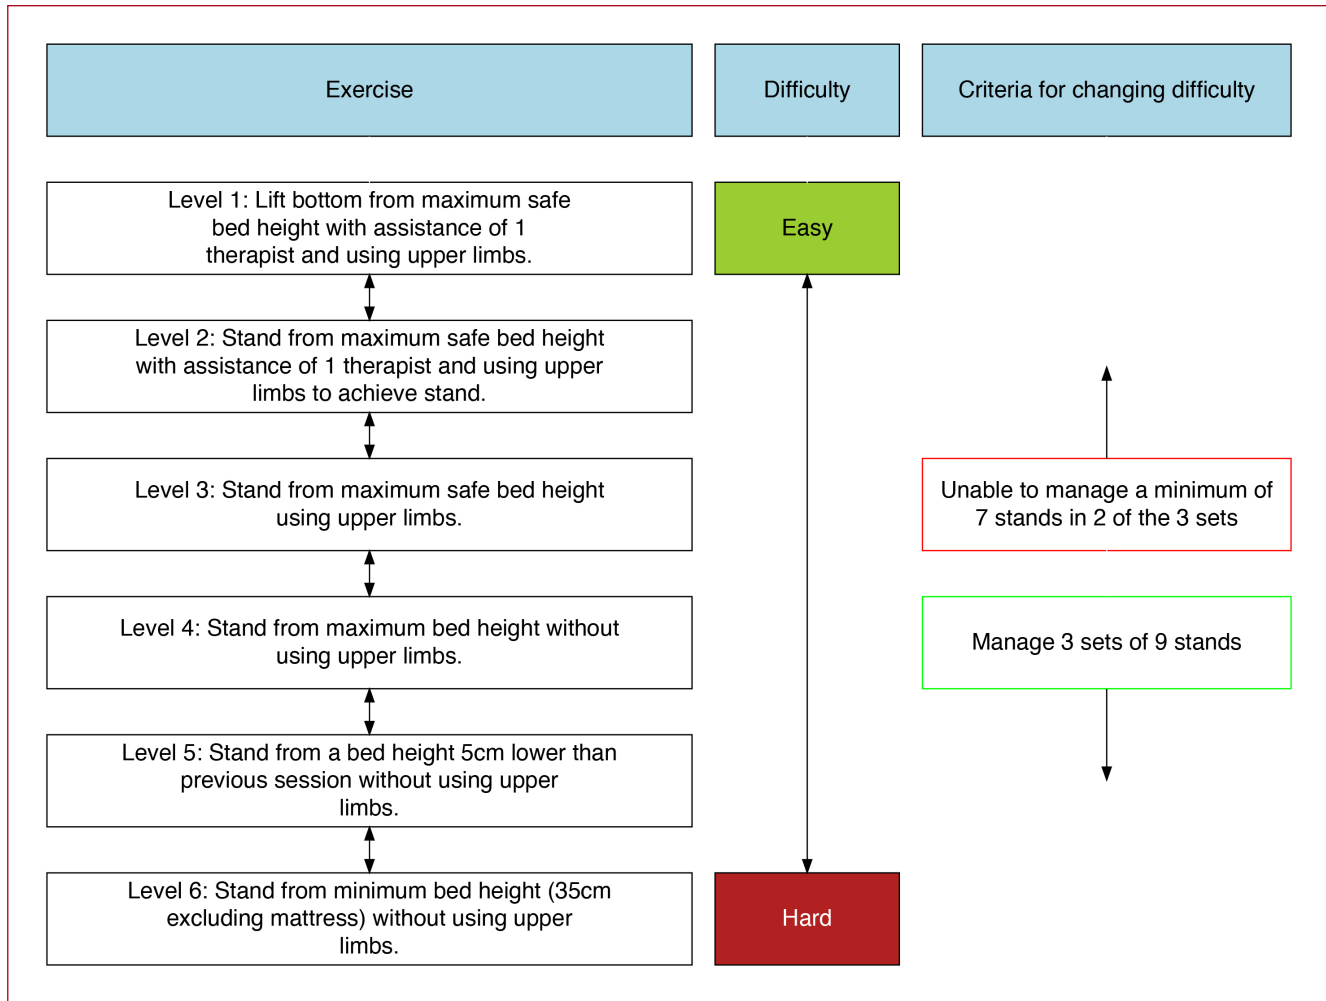 Exercise
Difficulty
Criteria for changing difficulty
Level 1: Lift bottom from maximum safe
bed height with assistance of 1
therapist and using upper limbs.
Easy
Level 2: Stand from maximum safe bed height
with assistance of 1 therapist and using upper
limbs to achieve stand.
Level 3: Stand from maximum safe bed height
using upper limbs.
Unable to manage a minimum of
7 stands in 2 of the 3 sets
Level 4: Stand from maximum bed height without
using upper limbs.
Manage 3 sets of 9 stands
Level 5: Stand from a bed height 5cm lower than
previous session without using upper
limbs.
Level 6: Stand from minimum bed height (35cm
excluding mattress) without using upper
limbs.
Hard